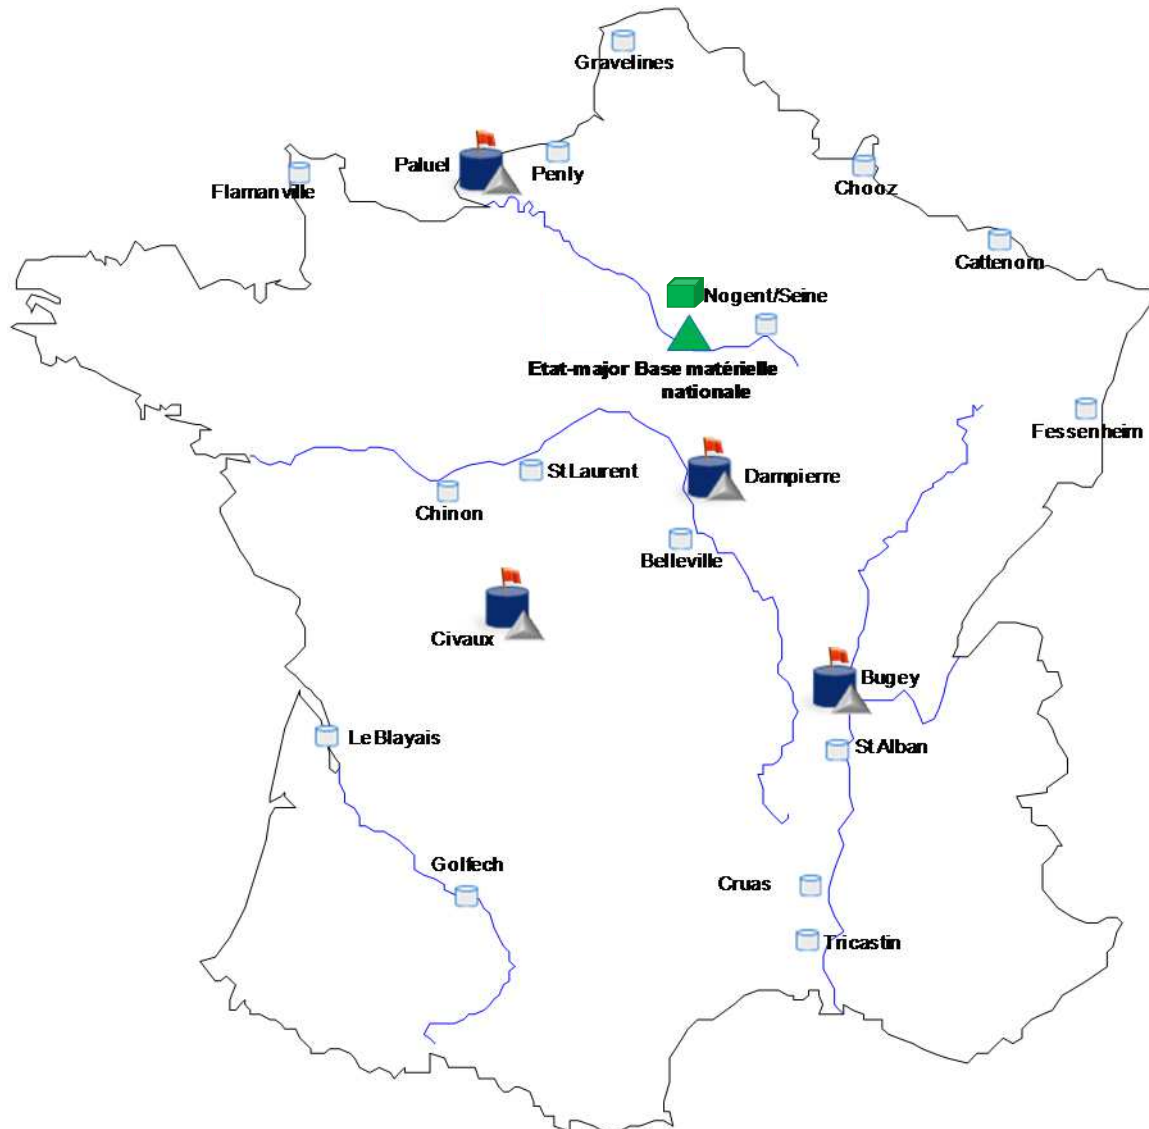 Gravelines
Paluel
Penly
Flamanville
Chooz
Cattenom
Nogent/Seine
Etat-major Base matérielle
nationale
Fessenheim
St Laurent
Dampierre
Chinon
Belleville
Civaux
Bugey
Le Blayais
St Alban
Golfech
Cruas
Tricastin